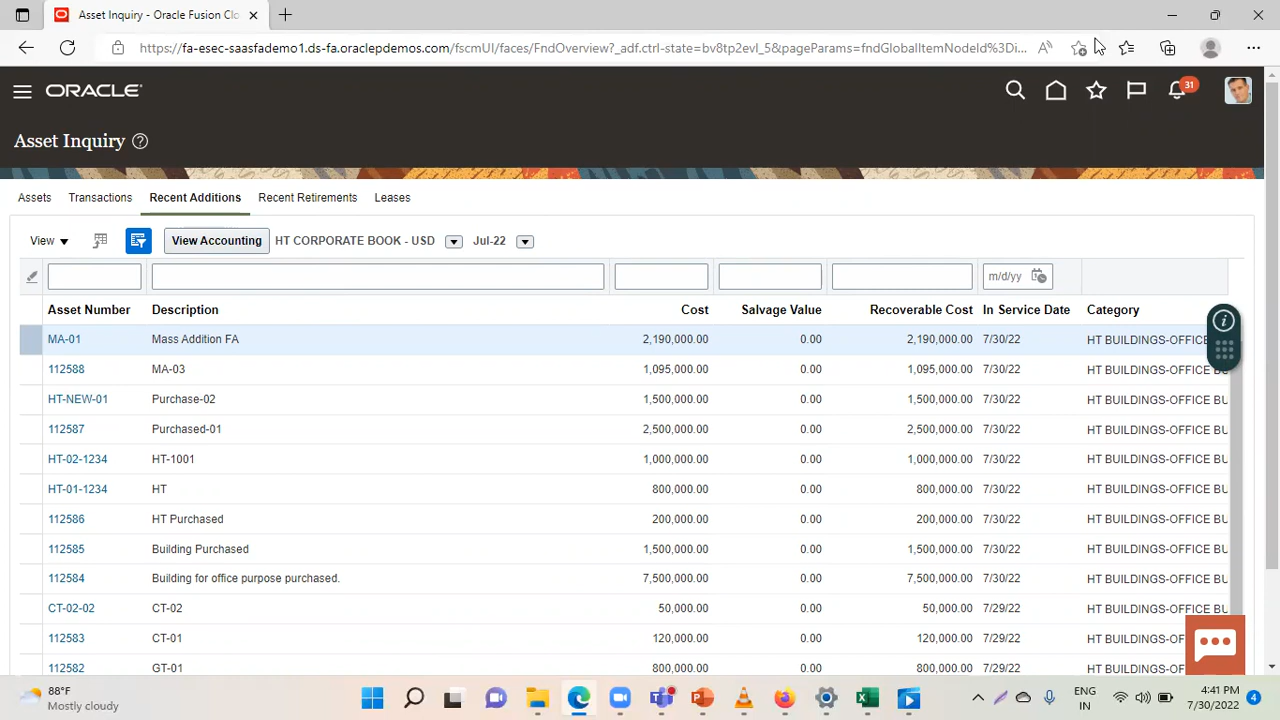 Asset Inquiry - Oracle Fusion Clo
https://fa-esec-saasfademo1.ds-fa.oraclepdemos.com/fscmUI/faces/FndOverview?_adf.ctrl-state=bv8tp2evl_5&pageParams=fndGlobalItemNodeId%3Di...
ORACLE
31
Asset Inquiry
Assets Transactions Recent Additions Recent Retirements Leases
View View Accounting HT CORPORATE BOOK - USD Jul-22
m/d/yy
Asset Number Description Cost Salvage Value Recoverable Cost In Service Date Category
MA-01 Mass Addition FA 2,190,000.00 0.00 2,190,000.00 7/30/22 HT BUILDINGS-OFFICE
112588 MA-03 1,095,000.00 0.00 1,095,000.00 7/30/22 HT BUILDINGS-OFFICE BU
HT-NEW-01 Purchase-02 1,500,000.00 0.00 1,500,000.00 7/30/22 HT BUILDINGS-OFFICE BU
112587 Purchased-01 2,500,000.00 0.00 2,500,000.00 7/30/22 HT BUILDINGS-OFFICE BU
HT-02-1234 HT-1001 1,000,000.00 0.00 1,000,000.00 7/30/22 HT BUILDINGS-OFFICE BU
HT-01-1234 HT 800,000.00 0.00 800,000.00 7/30/22 HT BUILDINGS-OFFICE BU
112586 HT Purchased 200,000.00 0.00 200,000.00 7/30/22 HT BUILDINGS-OFFICE BU
112585 Building Purchased 1,500,000.00 0.00 1,500,000.00 7/30/22 HT BUILDINGS-OFFICE BU
112584 Building for office purpose purchased. 7,500,000.00 0.00 7,500,000.00 7/30/22 HT BUILDINGS-OFFICE BU
CT-02-02 CT-02 50,000.00 0.00 50,000.00 7/29/22 HT BUILDINGS-OFFICE BU
112583 CT-01 120,000.00 0.00 120,000.00 7/29/22 HT BUILDINGS-OFF
112582 GT-01 800,000.00 0.00 800,000.00 7/29/22 HT BUILDINGS-OFF
88°F
Mostly cloudy
ENG
IN
4:41 PM
7/30/2022
4